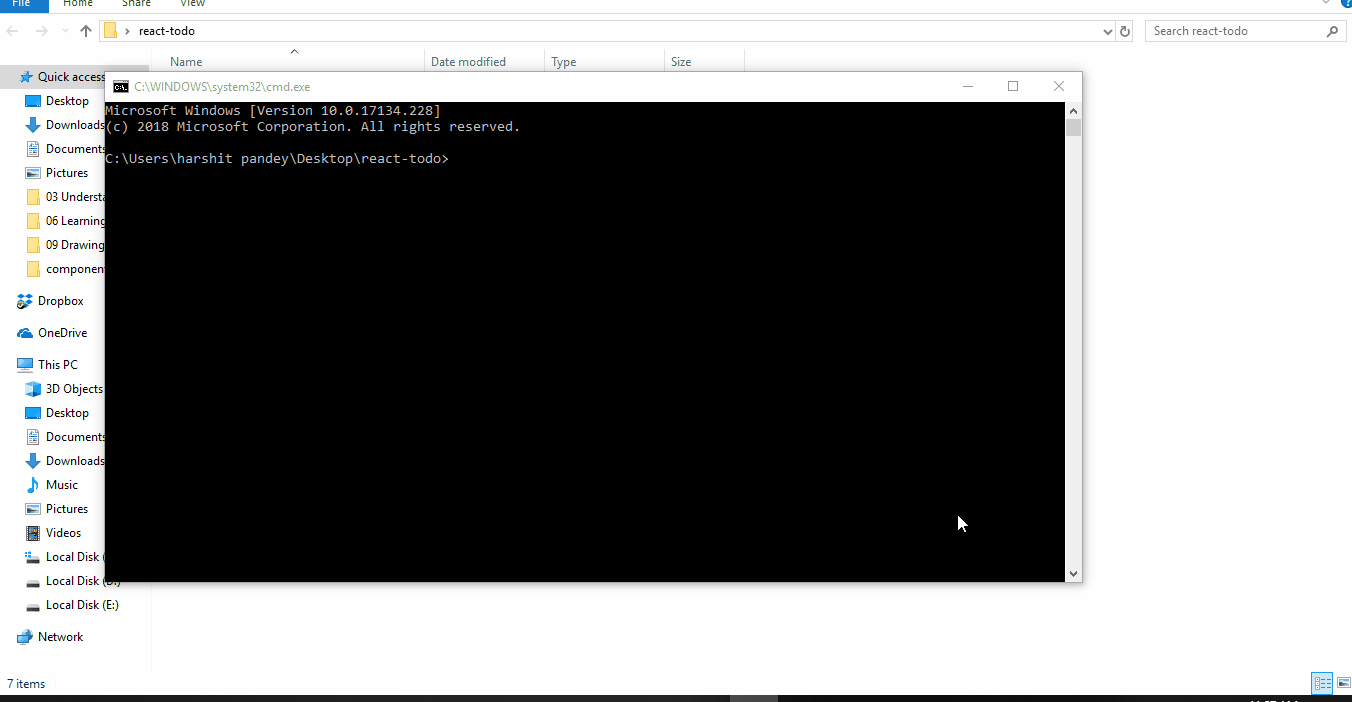 File Home Share View
react-todo
Search react-todo
Name Date modified Type Size
Quick access
C:\WINDOWS\system32\cmd.exe
Desktop
Microsoft Windows [Version 10.0.17134.228]
Downloads
(c) 2018 Microsoft Corporation. All rights reserved.
Documents
C:\Users\harshit pandey\Desktop\react-todo>
Pictures
03 Understa
06 Learning
09 Drawing
componen
Dropbox
OneDrive
This PC
3D Objects
Desktop
Documents
Downloads
Music
Pictures
Videos
Local Disk (
Local Disk (D:)
Local Disk (E:)
Network
7 items